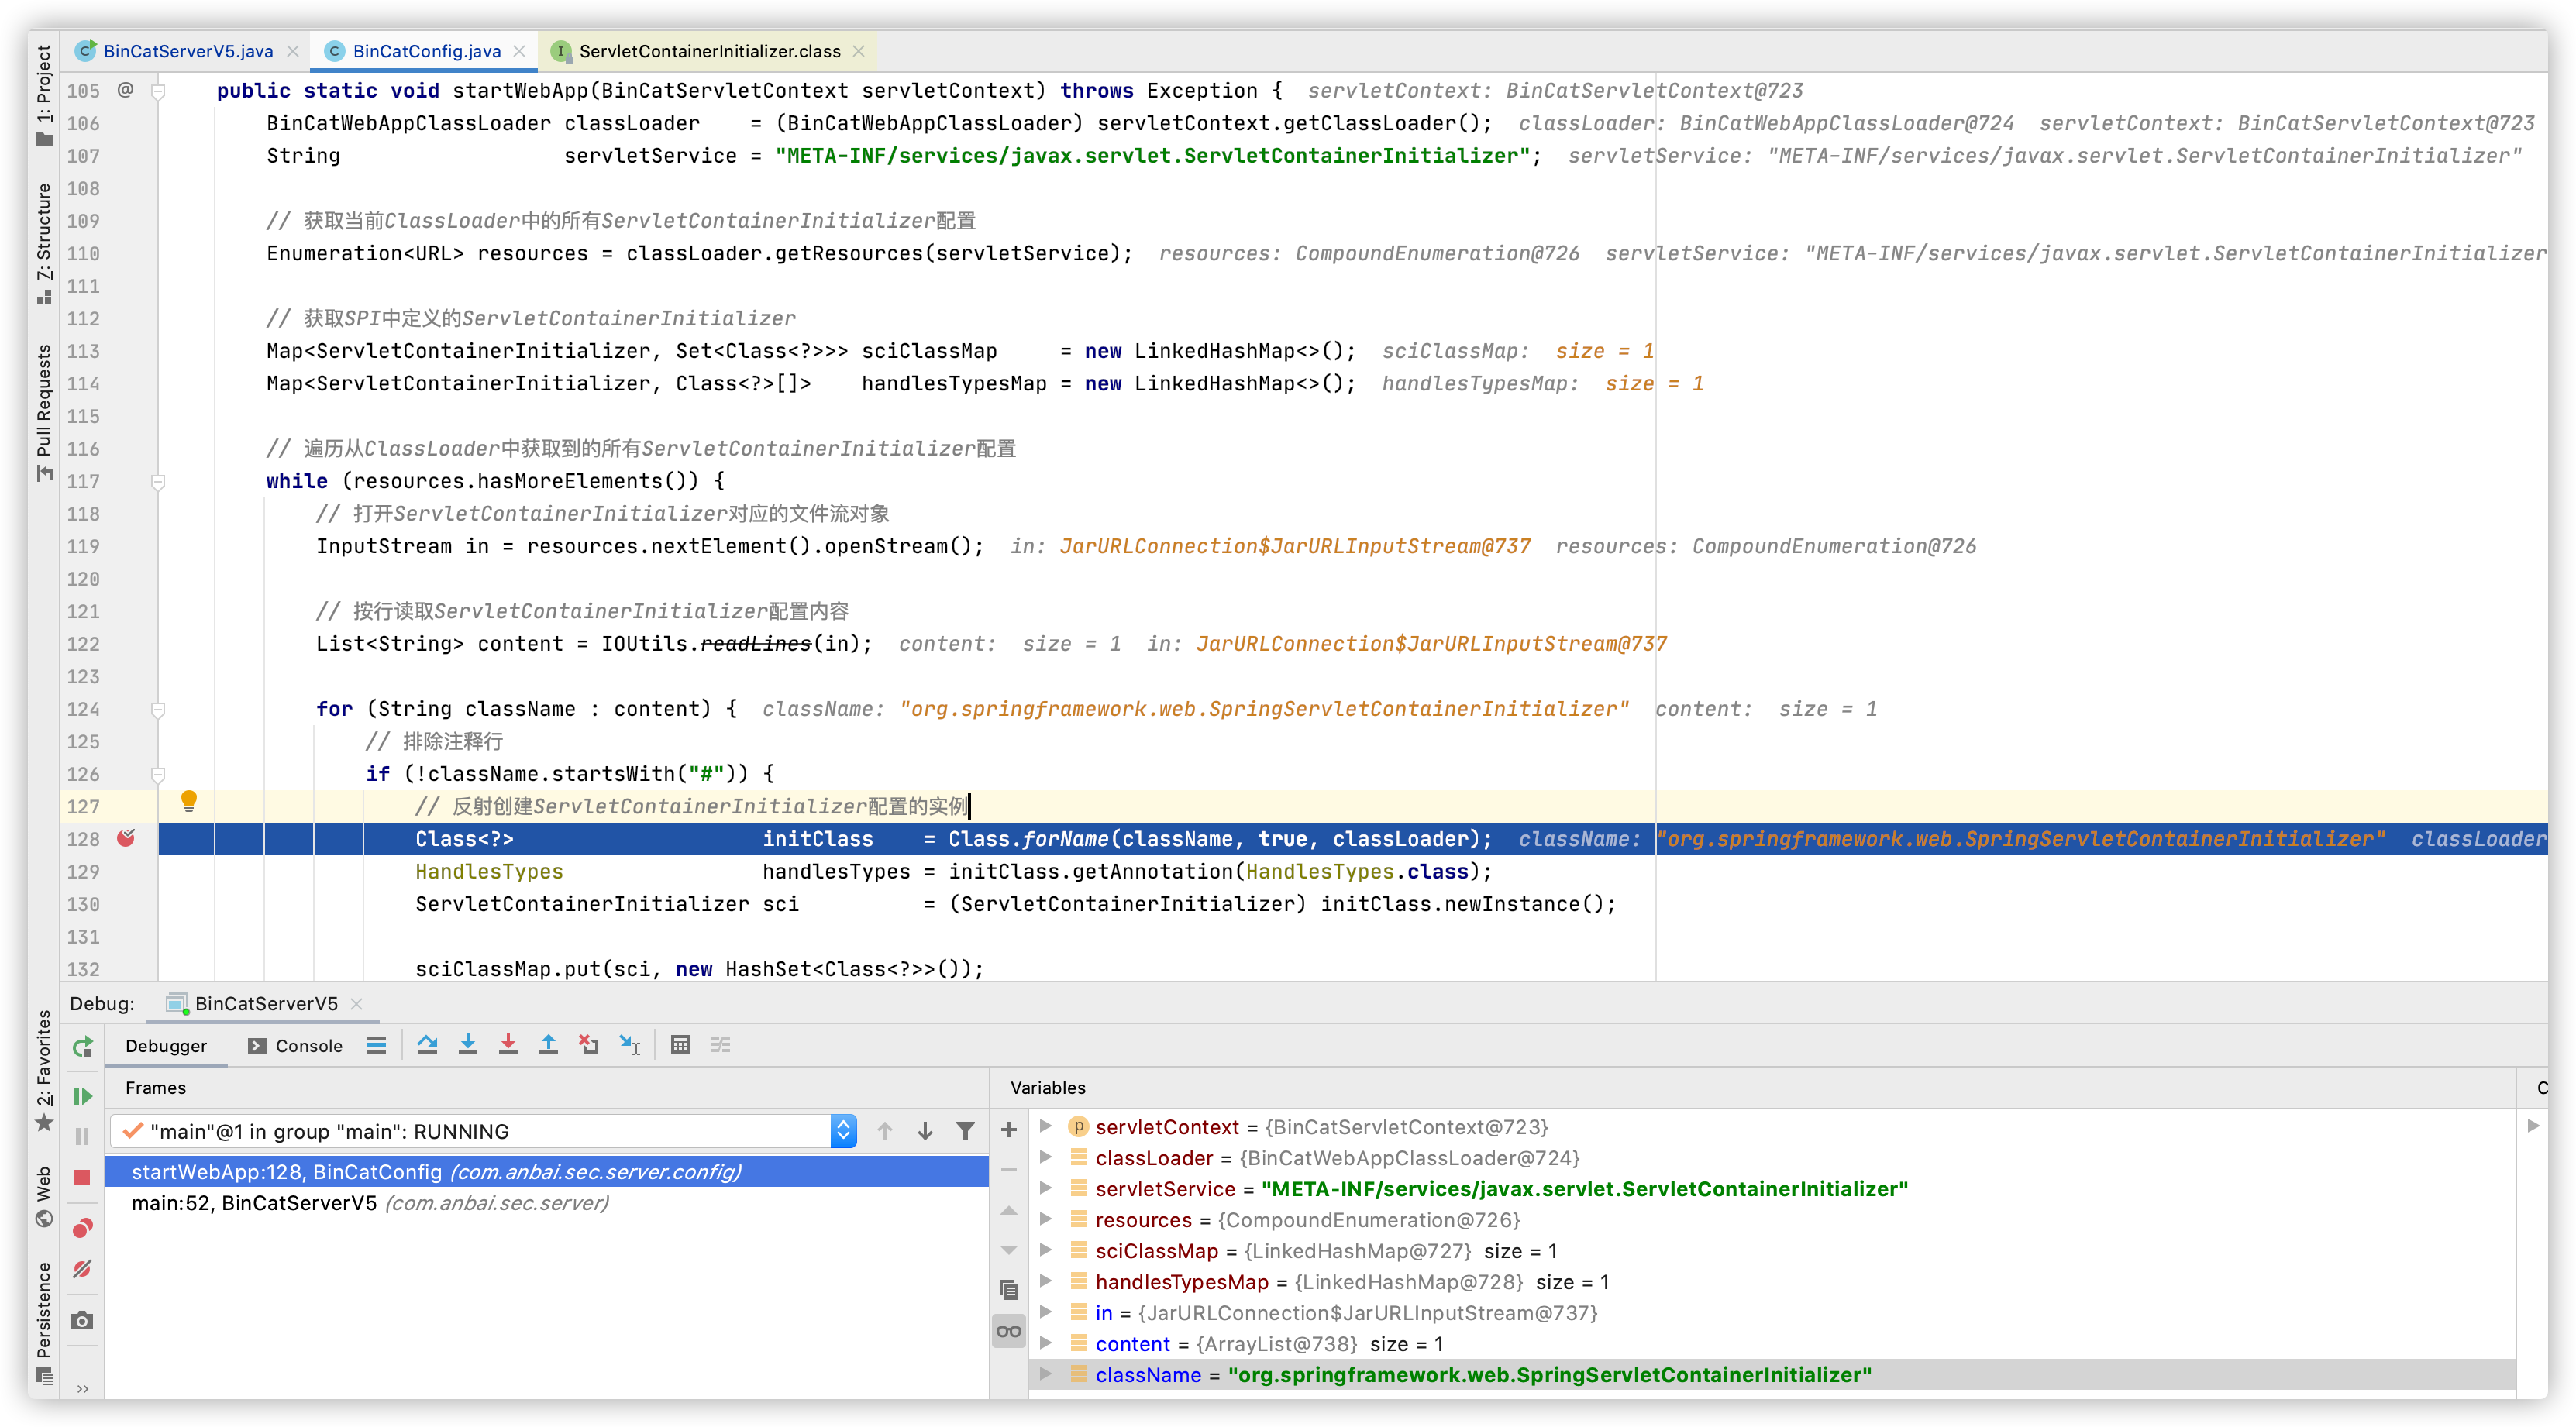 BinCatServerV5.java BinCatConfig.java ServletContainerInitializer.class
1: Project
Z: Structure
Pull Requests
2: Favorites
Web
Persistence
105 @ public static void startWebApp(BinCatServletContext servletContext) throws Exception { servletContext: BinCatServletContext@723
106 BinCatWebAppClassLoader classLoader = (BinCatWebAppClassLoader) servletContext.getClassLoader(); classLoader: BinCatWebAppClassLoader@724 servletContext: BinCatServletContext@723
107 String servletService = "META-INF/services/javax.servlet.ServletContainerInitializer"; servletService: "META-INF/services/javax.servlet.ServletContainerInitializer"
108
109 // 获取当前ClassLoader中的所有ServletContainerInitializer配置
110 Enumeration<URL> resources = classLoader.getResources(servletService); resources: CompoundEnumeration@726 servletService: "META-INF/services/javax.servlet.ServletContainerInitializer
111
112 // 获取SPI中定义的ServletContainerInitializer
113 Map<ServletContainerInitializer, Set<Class<?>>> sciClassMap = new LinkedHashMap<>(); sciClassMap: size = 1
114 Map<ServletContainerInitializer, Class<?>[]> handlesTypesMap = new LinkedHashMap<>(); handlesTypesMap: size = 1
115
116 // 遍历从ClassLoader中获取到的所有ServletContainerInitializer配置
117 while (resources.hasMoreElements()) {
118 // 打开ServletContainerInitializer对应的文件流对象
119 InputStream in = resources.nextElement().openStream(); in: JarURLConnection$JarURLInputStream@737 resources: CompoundEnumeration@726
120
121 // 按行读取ServletContainerInitializer配置内容
122 List<String> content = IOUtils.readLines(in); content: size = 1 in: JarURLConnection$JarURLInputStream@737
123
124 for (String className : content) { className: "org.springframework.web.SpringServletContainerInitializer" content: size = 1
125 // 排除注释行
126 if (!className.startsWith("#")) {
127 // 反射创建ServletContainerInitializer配置的实例
128 Class<?> initClass = Class.forName(className, true, classLoader); className: "org.springframework.web.SpringServletContainerInitializer" classLoader
129 HandlesTypes handlesTypes = initClass.getAnnotation(HandlesTypes.class);
130 ServletContainerInitializer sci = (ServletContainerInitializer) initClass.newInstance();
131
132 sciClassMap.put(sci, new HashSet<Class<?>>());
Debug: BinCatServerV5
Debugger Console
Frames
"main"@1 in group "main": RUNNING
startWebApp:128, BinCatConfig (com.anbai.sec.server.config)
main:52, BinCatServerV5 (com.anbai.sec.server)
Variables
C
servletContext = {BinCatServletContext@723}
classLoader = {BinCatWebAppClassLoader@724}
servletService = "META-INF/services/javax.servlet.ServletContainerInitializer"
resources = {CompoundEnumeration@726}
sciClassMap = {LinkedHashMap@727} size = 1
handlesTypesMap = {LinkedHashMap@728} size = 1
in = {JarURLConnection$JarURLInputStream@737}
content = {ArrayList@738} size = 1
className = "org.springframework.web.SpringServletContainerInitializer"